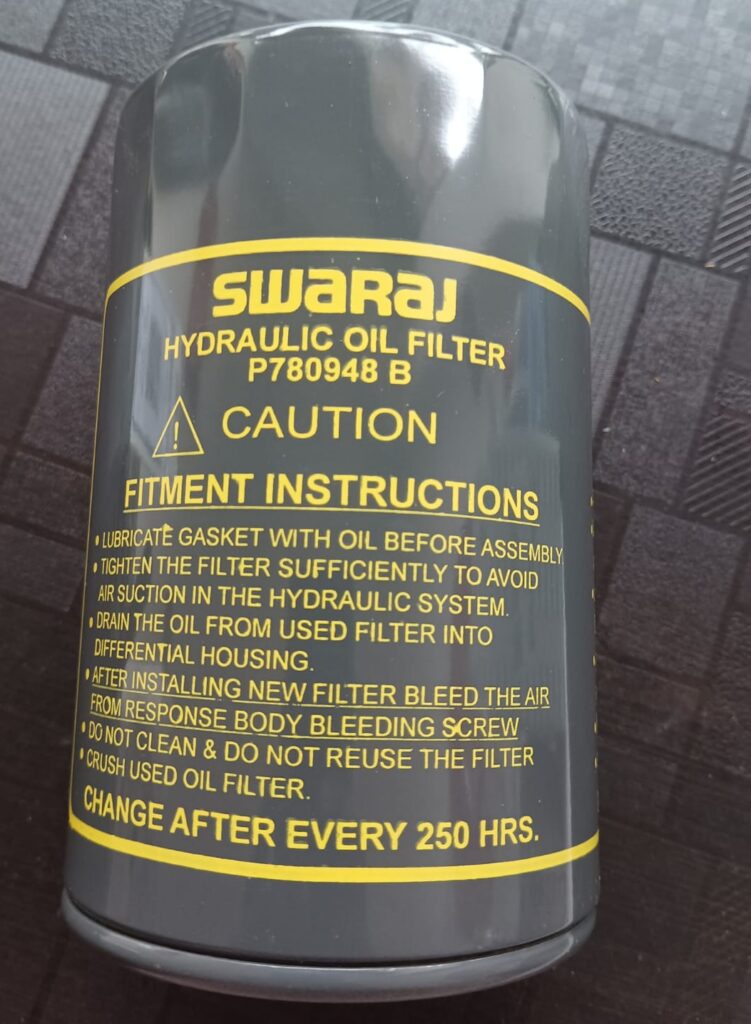 SWARAJ
HYDRAULIC OIL FILTER
P780948 B
! CAUTION
FITMENT INSTRUCTIONS
• LUBRICATE GASKET WITH OIL BEFORE ASSEMBLY.
• TIGHTEN THE FILTER SUFFICIENTLY TO AVOID
AIR SUCTION IN THE HYDRAULIC SYSTEM.
• DRAIN THE OIL FROM USED FILTER INTO
DIFFERENTIAL HOUSING.
• AFTER INSTALLING NEW FILTER BLEED THE AIR
FROM RESPONSE BODY BLEEDING SCREW
• DO NOT CLEAN & DO NOT REUSE THE FILTER
• CRUSH USED OIL FILTER.
CHANGE AFTER EVERY 250 HRS.